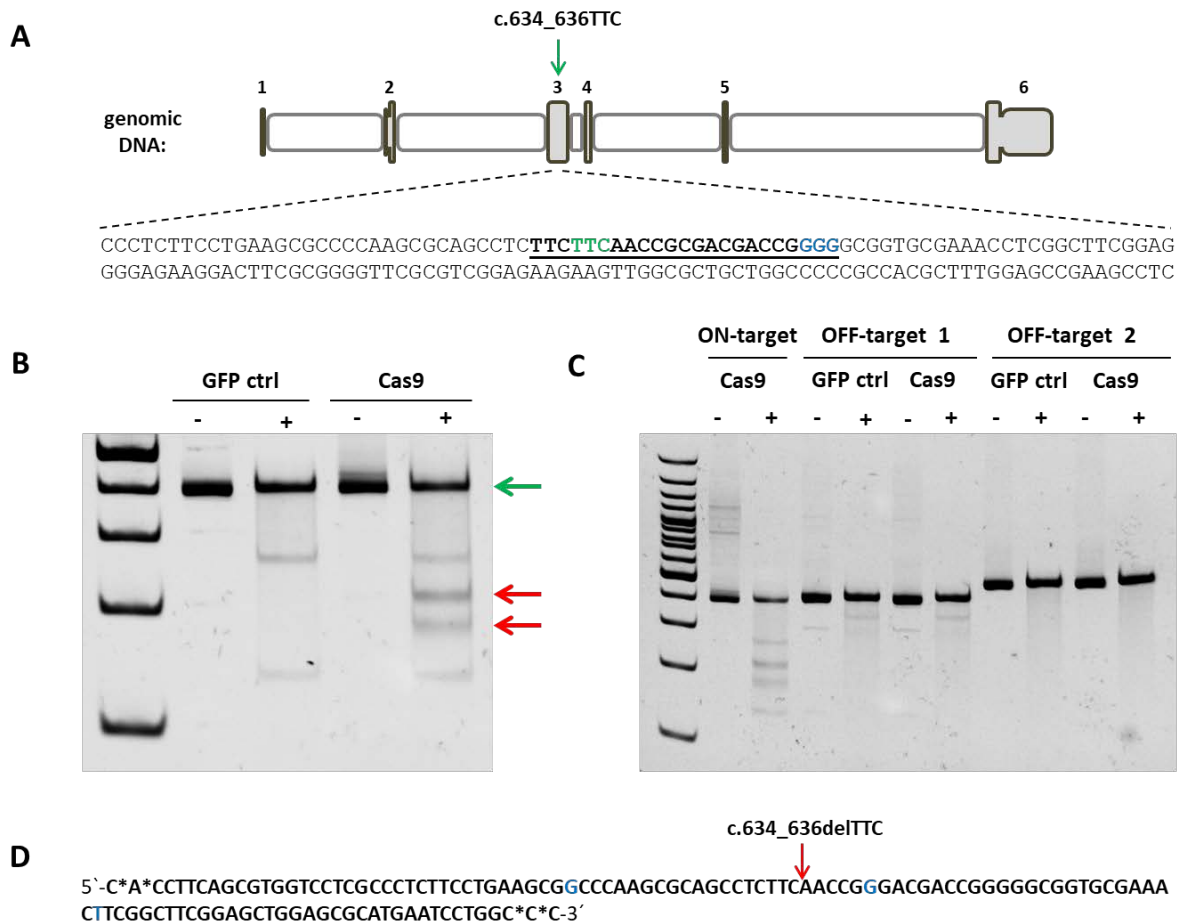 c.634_636TTC
A
1 2 3 4 5 6
genomic
DNA:
CCCTCTTCCTGAAGCGCCCCAAGCGCAGCCTCTTCTTCAACCGCGACGACCGGGGGCGGTGCGAAACCTCGGCTTCGGAG
GGGAGAAGGACTTCGCGGGGTTCGCGTCGGAGAAGAAGTTGGCGCTGCTGGCCCCCGCCACGCTTTGGAGCCGAAGCCTC
B
GFP ctrl Cas9
- + - +
C
ON-target OFF-target 1 OFF-target 2
Cas9 GFP ctrl Cas9 GFP ctrl Cas9
- + - + - + - + - +
c.634_636delTTC
D
5`-C*A*CCTTCAGCGTGGTCCTCGCCCTCTTCCTGAAGCGGCCCAAGCGCAGCCTCTTCAACCGGGACGACCGGGGGCGGTGCGAAA
CTTCGGCTTCGGAGCTGGAGCGCATGAATCCTGGC*C*C-3´